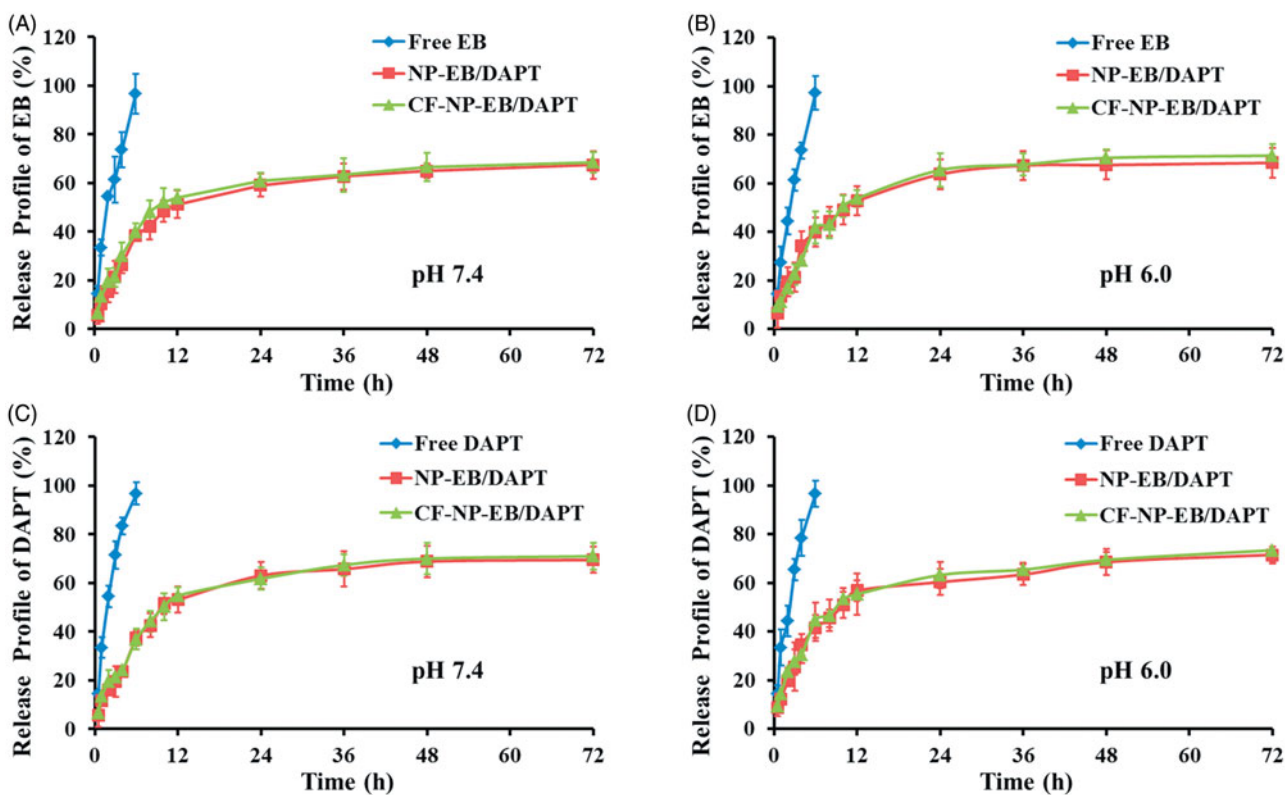 (A)
120
100
80
60
40
20
0
Release Profile of EB (%)
Free EB
NP-EB/DAPT
CF-NP-EB/DAPT
pH 7.4
0 12 24 36 48 60 72
Time (h)
(B)
120
100
80
60
40
20
0
Release Profile of EB (%)
Free EB
NP-EB/DAPT
CF-NP-EB/DAPT
pH 6.0
0 12 24 36 48 60 72
Time (h)
(C)
120
100
80
60
40
20
0
Release Profile of DAPT (%)
Free DAPT
NP-EB/DAPT
CF-NP-EB/DAPT
pH 7.4
0 12 24 36 48 60 72
Time (h)
(D)
120
100
80
60
40
20
0
Release Profile of DAPT (%)
Free DAPT
NP-EB/DAPT
CF-NP-EB/DAPT
pH 6.0
0 12 24 36 48 60 72
Time (h)